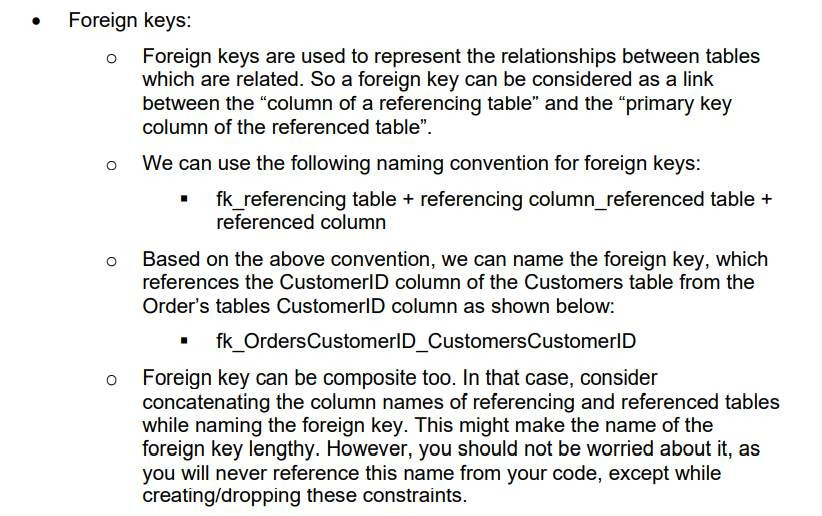 • Foreign keys:
o Foreign keys are used to represent the relationships between tables
which are related. So a foreign key can be considered as a link
between the “column of a referencing table” and the “primary key
column of the referenced table”.
o We can use the following naming convention for foreign keys:
▪ fk_referencing table + referencing column_referenced table +
referenced column
o Based on the above convention, we can name the foreign key, which
references the CustomerID column of the Customers table from the
Order’s tables CustomerID column as shown below:
▪ fk_OrdersCustomerID_CustomersCustomerID
o Foreign key can be composite too. In that case, consider
concatenating the column names of referencing and referenced tables
while naming the foreign key. This might make the name of the
foreign key lengthy. However, you should not be worried about it, as
you will never reference this name from your code, except while
creating/dropping these constraints.